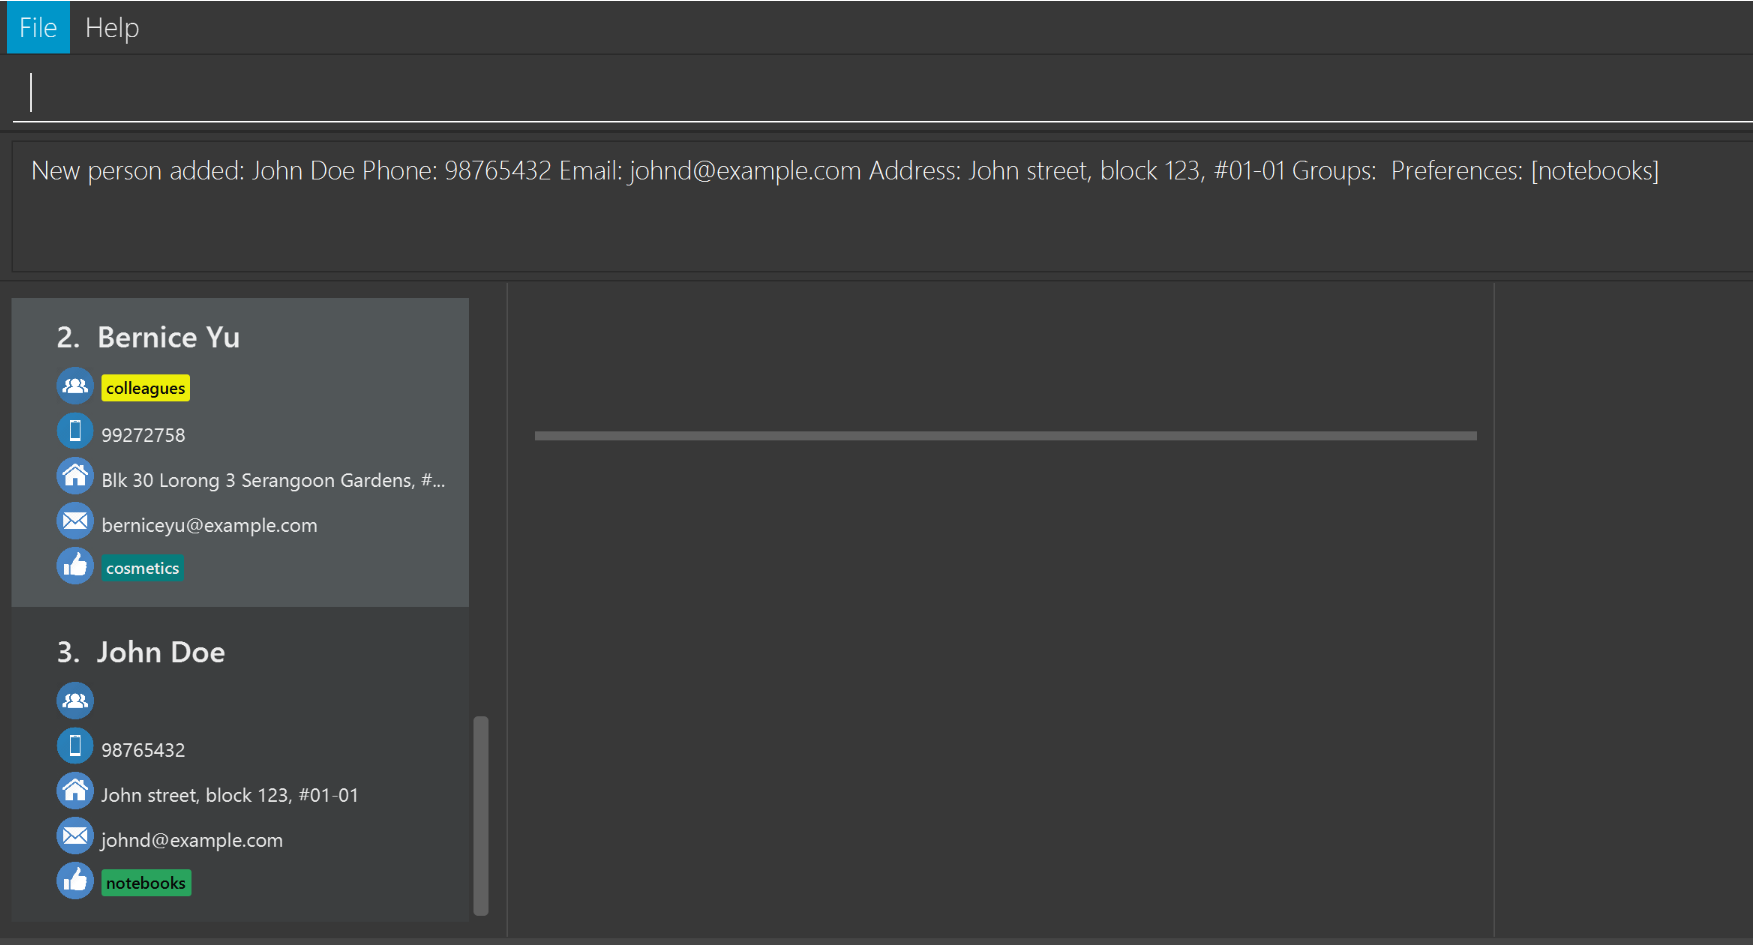 File Help
New person added: John Doe Phone: 98765432 Email: johnd@example.com Address: John street, block 123, #01-01 Groups:  Preferences: [notebooks]
2. Bernice Yu
colleagues
99272758
Blk 30 Lorong 3 Serangoon Gardens, #...
berniceyu@example.com
cosmetics
3. John Doe
98765432
John street, block 123, #01-01
johnd@example.com
notebooks